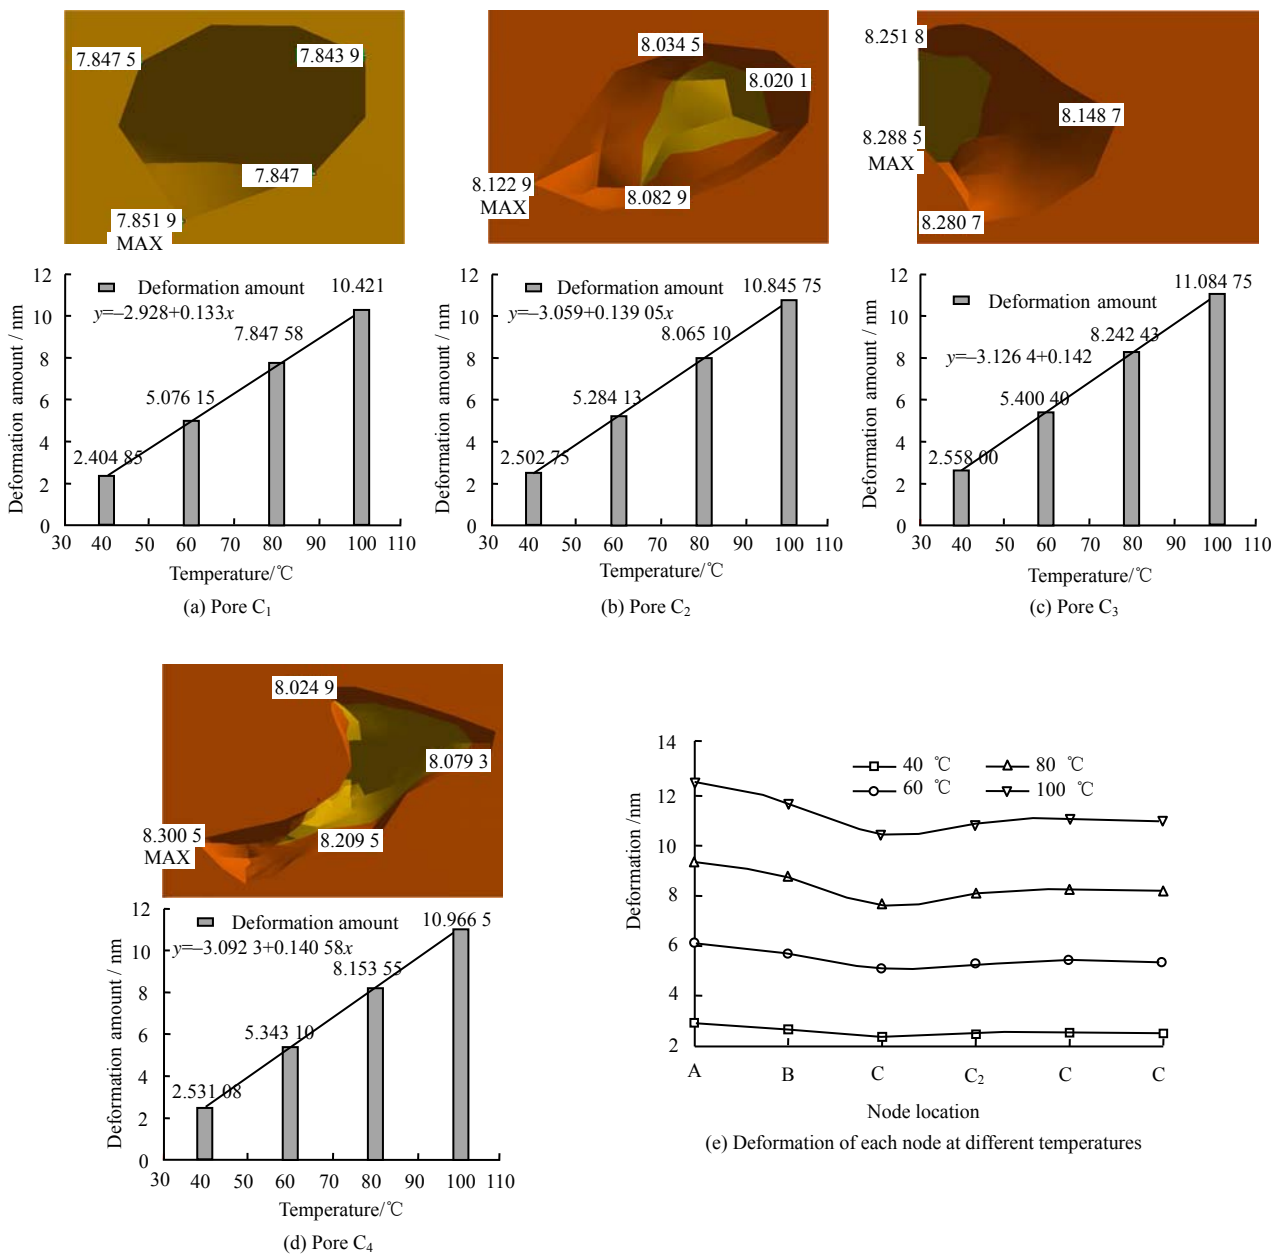 7.847 5
7.843 9
7.847
7.851 9
MAX
8.034 5
8.020 1
8.122 9
MAX
8.082 9
8.251 8
8.148 7
8.288 5
MAX
8.280 7
12
10
8
6
4
2
0
Deformation amount / nm
Deformation amount
y=–2.928+0.133x
2.404 85
5.076 15
7.847 58
10.421
30 40 50 60 70 80 90 100 110
Temperature/℃
(a) Pore C1
12
10
8
6
4
2
0
Deformation amount / nm
Deformation amount
y=–3.059+0.139 05x
2.502 75
5.284 13
8.065 10
10.845 75
30 40 50 60 70 80 90 100 110
Temperature/℃
(b) Pore C2
12
10
8
6
4
2
0
Deformation amount / nm
Deformation amount
y=–3.126 4+0.142
2.558 00
5.400 40
8.242 43
11.084 75
30 40 50 60 70 80 90 100 110
Temperature/℃
(c) Pore C3
8.024 9
8.079 3
8.300 5
MAX
8.209 5
12
10
8
6
4
2
0
Deformation amount / nm
Deformation amount
y=–3.092 3+0.140 58x
2.531 08
5.343 10
8.153 55
10.966 5
30 40 50 60 70 80 90 100 110
Temperature/℃
(d) Pore C4
14
12
10
8
6
4
2
Deformation /nm
40 ℃
80 ℃
60 ℃
100 ℃
A B C C2 C C
Node location
(e) Deformation of each node at different temperatures